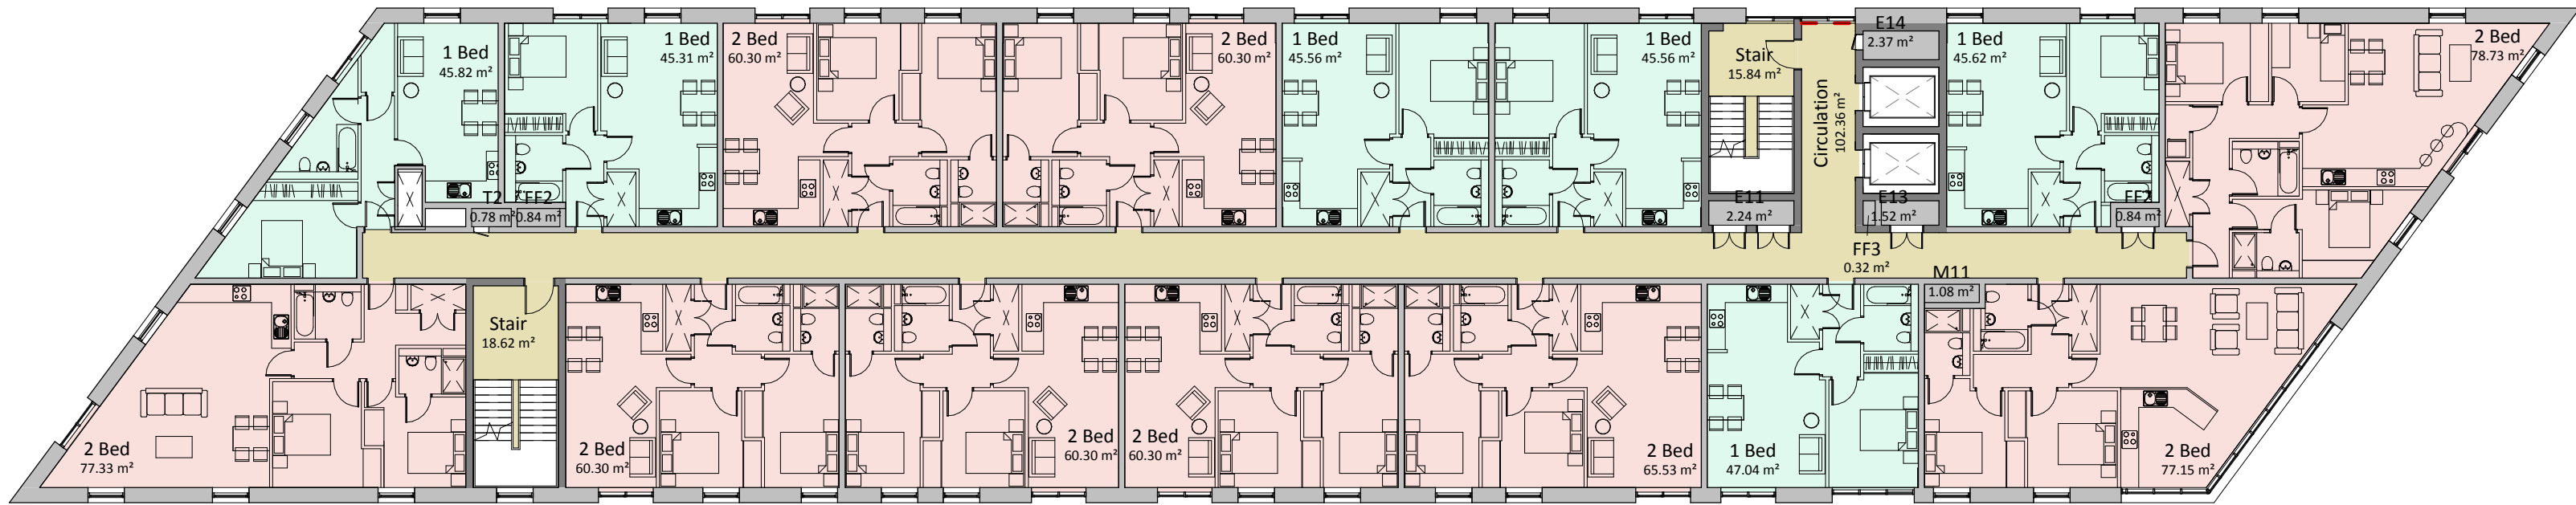 1 Bed
45.82 m²
1 Bed
45.31 m²
2 Bed
60.30 m²
2 Bed
60.30 m²
1 Bed
45.56 m²
1 Bed
45.56 m²
Stair
15.84 m²
Circulation
102.36 m²
E14
2.37 m²
1 Bed
45.62 m²
2 Bed
78.73 m²
T2
0.78 m²
FF2
0.84 m²
E11
2.24 m²
E13
1.52 m²
FF2
0.84 m²
FF3
0.32 m²
M11
1.08 m²
Stair
18.62 m²
2 Bed
77.33 m²
2 Bed
60.30 m²
2 Bed
60.30 m²
2 Bed
60.30 m²
2 Bed
65.53 m²
1 Bed
47.04 m²
2 Bed
77.15 m²